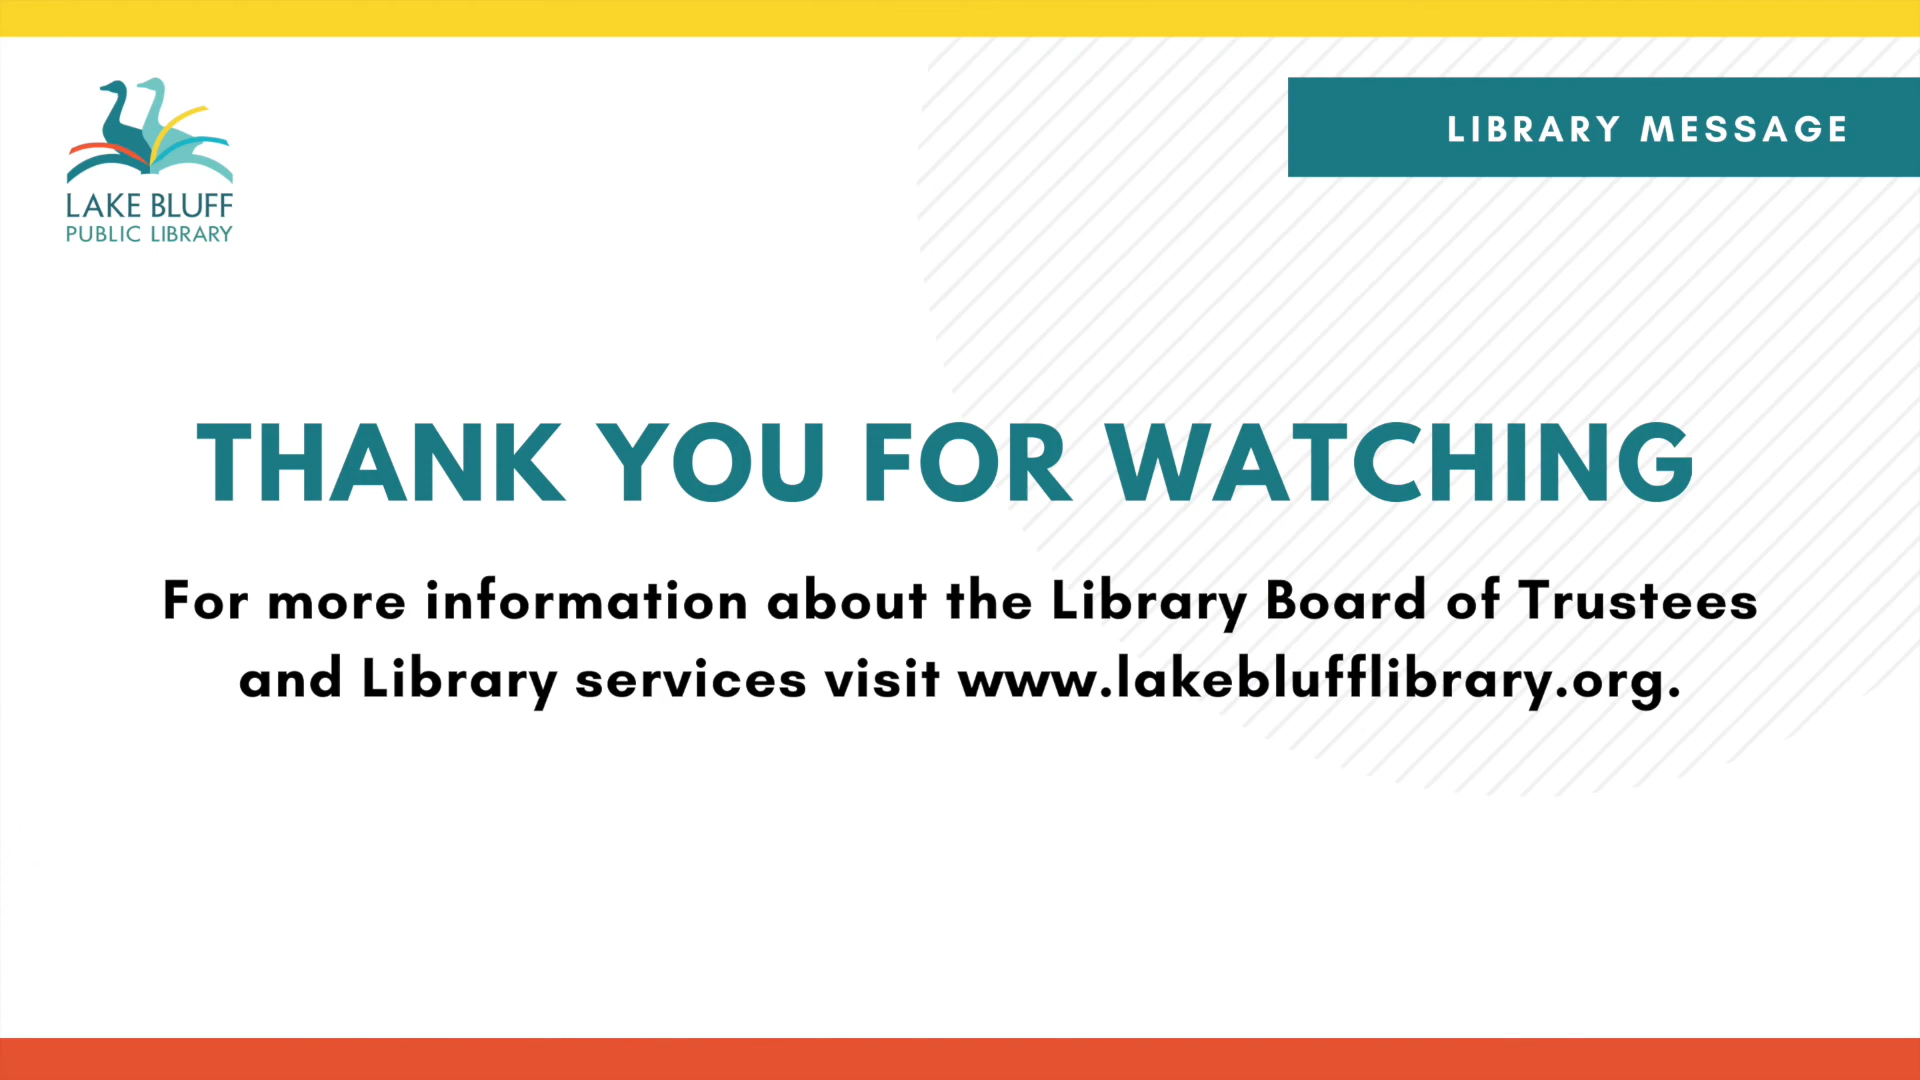 LAKE BLUFF
PUBLIC LIBRARY
LIBRARY MESSAGE
THANK YOU FOR WATCHING
For more information about the Library Board of Trustees
and Library services visit www.lakeblufflibrary.org.